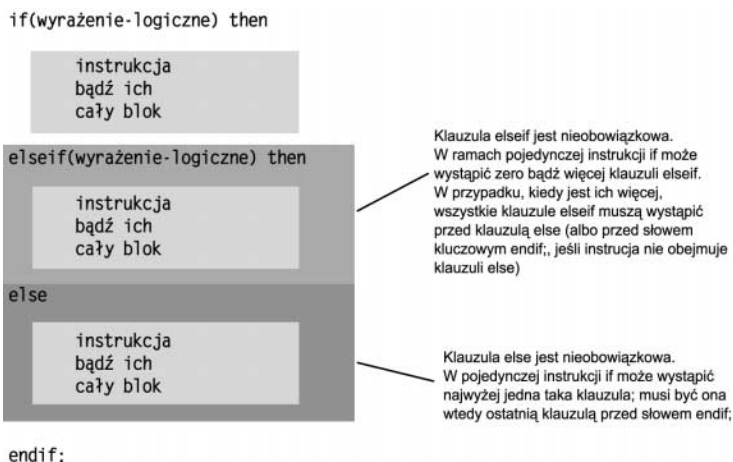 if(wyrażenie-logiczne) then
instrukcja
bądź ich
cały blok
elseif(wyrażenie-logiczne) then
instrukcja
bądź ich
cały blok
else
instrukcja
bądź ich
cały blok
endif;
Klauzula elseif jest nieobowiązkowa.
W ramach pojedynczej instrukcji if może
wystąpić zero bądź więcej klauzuli elseif.
W przypadku, kiedy jest ich więcej,
wszystkie klauzule elseif muszą wystąpić
przed klauzulą else (albo przed słowem
kluczowym endif;, jeśli instrucja nie obejmuje
klauzuli else)
Klauzula else jest nieobowiązkowa.
W pojedynczej instrukcji if może wystąpić
najwyżej jedna taka klauzula; musi być ona
wtedy ostatnią klauzulą przed słowem endif;